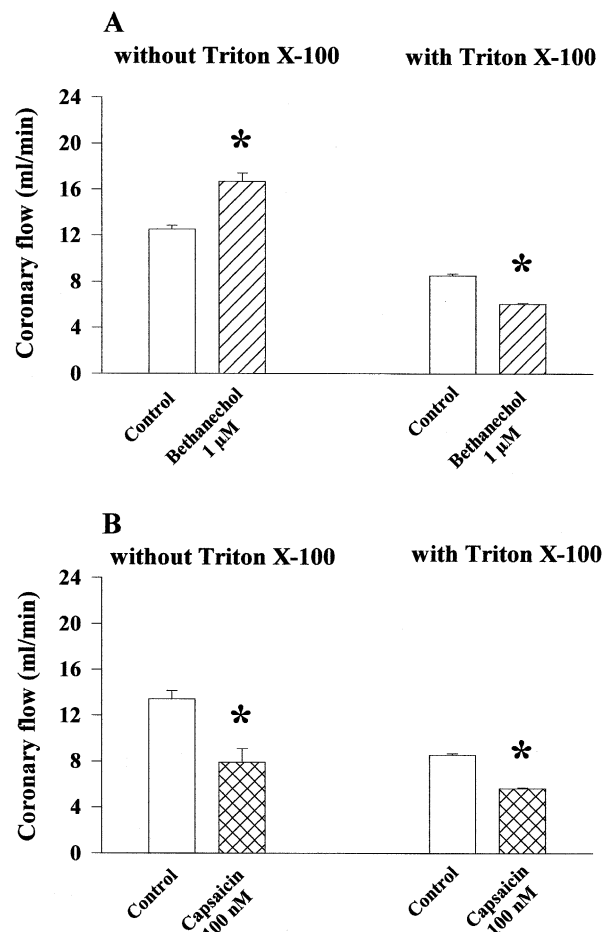 A
without Triton X-100 with Triton X-100
Coronary flow (ml/min)
24
20
16
12
8
4
0
*
*
Control
Bethanechol
1 µM
Control
Bethanechol
1 µM
B
without Triton X-100 with Triton X-100
Coronary flow (ml/min)
24
20
16
12
8
4
0
*
*
Control
Capsaicin
100 nM
Control
Capsaicin
100 nM